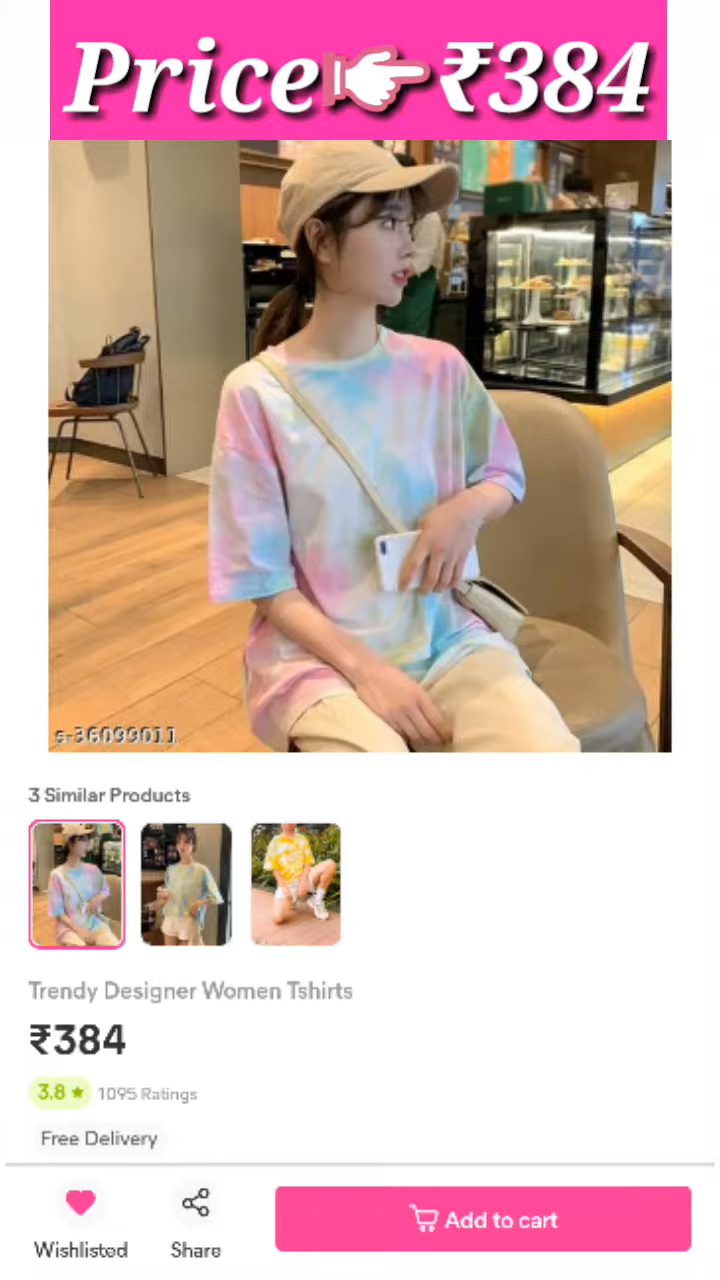 Price👉₹384
s-36099011
3 Similar Products
Trendy Designer Women Tshirts
₹384
3.8 ★ 1095 Ratings
Free Delivery
Add to cart
Wishlisted Share